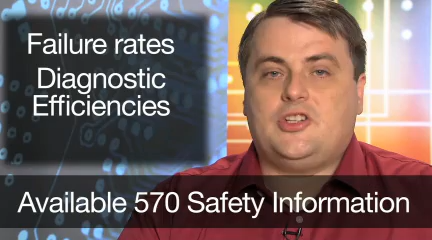 Failure rates
Diagnostic
Efficiencies
Available 570 Safety Information